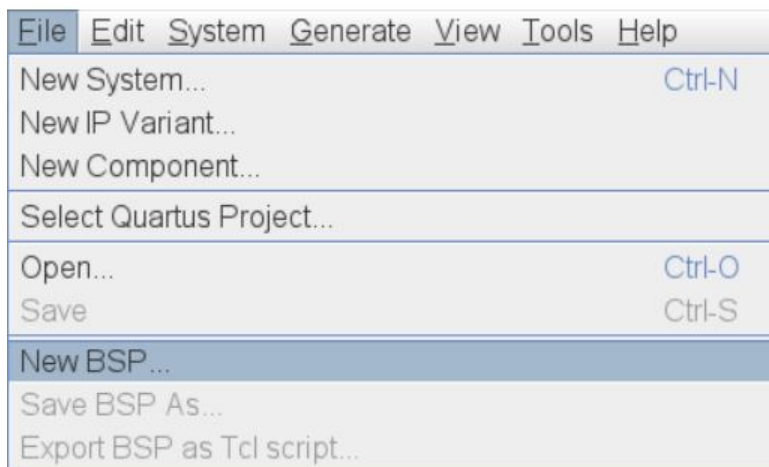 File Edit System Generate View Tools Help
New System... Ctrl-N
New IP Variant...
New Component...
Select Quartus Project...
Open... Ctrl-O
Save Ctrl-S
New BSP...
Save BSP As...
Export BSP as Tcl script...